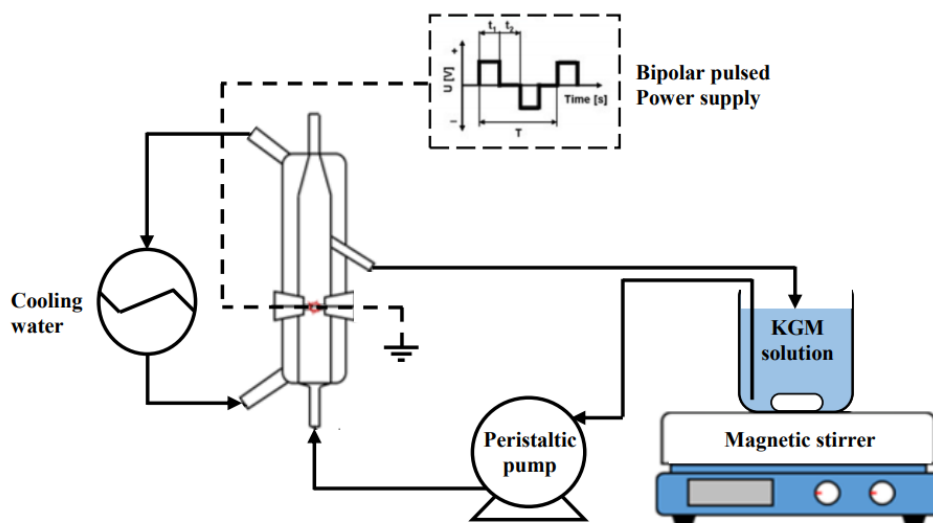 t₁ t₂
+
U [V]
−
Time [s]
T
Bipolar pulsed
Power supply
Cooling
water
KGM
solution
Peristaltic
pump
Magnetic stirrer